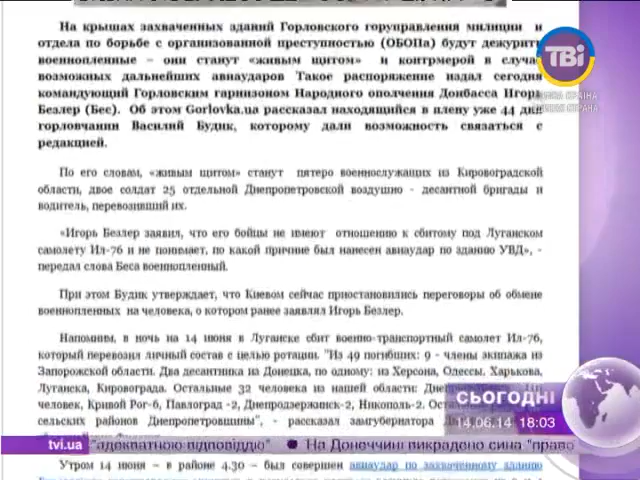 На крышах захваченных зданий Горловского горуправления милиции и
отдела по борьбе с организованной преступностью (ОБОПа) будут дежурить
военнопленные – они станут «живым щитом» и контрмерой в случае
возможных дальнейших авиаударов Такое распоряжение издал сегодня
командующий Горловским гарнизоном Народного ополчения Донбасса Игорь
Безлер (Бес). Об этом Gorlovka.ua рассказал находящийся в плену уже 44 дня
горловчанин Василий Будик, которому дали возможность связаться с
редакцией.
По его словам, «живым щитом» станут пятеро военнослужащих из Кировоградской
области, двое солдат 25 отдельной Днепропетровской воздушно - десантной бригады и
водитель, перевозивший их.
«Игорь Безлер заявил, что его бойцы не имеют отношению к сбитому под Луганском
самолету Ил-76 и не понимает, по какой причине был нанесен авиаудар по зданию УВД», -
передал слова Беса военнопленный.
При этом Будик утверждает, что Киевом сейчас приостановились переговоры об обмене
военнопленных на человека, о котором ранее заявлял Игорь Безлер.
Напомним, в ночь на 14 июня в Луганске сбит военно-транспортный самолет Ил-76,
который перевозил личный состав с целью ротации. "Из 49 погибших: 9 - члены экипажа из
Запорожской области. Два десантника из Донецка, по одному: из Херсона, Одессы, Харькова,
Луганска, Кировограда. Остальные 32 человека из нашей области:
человек, Кривой Рог-6, Павлоград -2, Днепродзержинск-2, Никополь-2.
сельских районов Днепропетровщины", - рассказал замгубернатора
Утром 14 июня – в районе 4.30 – был совершен авиаудар по захваченному зданию
ТВі
СЬОГОДНІ
14.06.14 18:03
tvi.ua "адекватною відповіддю" ● На Донеччині викрадено сина "право